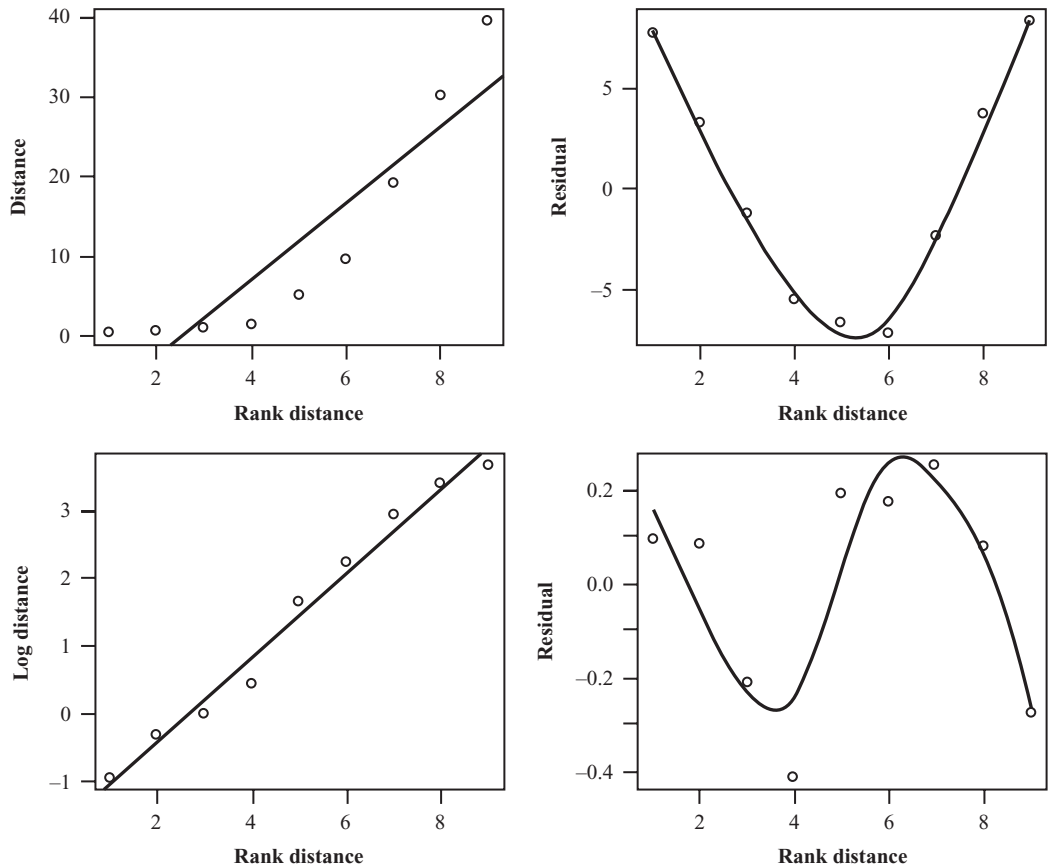 40
30
20
10
0
Distance
2 4 6 8
Rank distance
5
0
–5
Residual
2 4 6 8
Rank distance
3
2
1
0
–1
Log distance
2 4 6 8
Rank distance
0.2
0.0
–0.2
–0.4
Residual
2 4 6 8
Rank distance